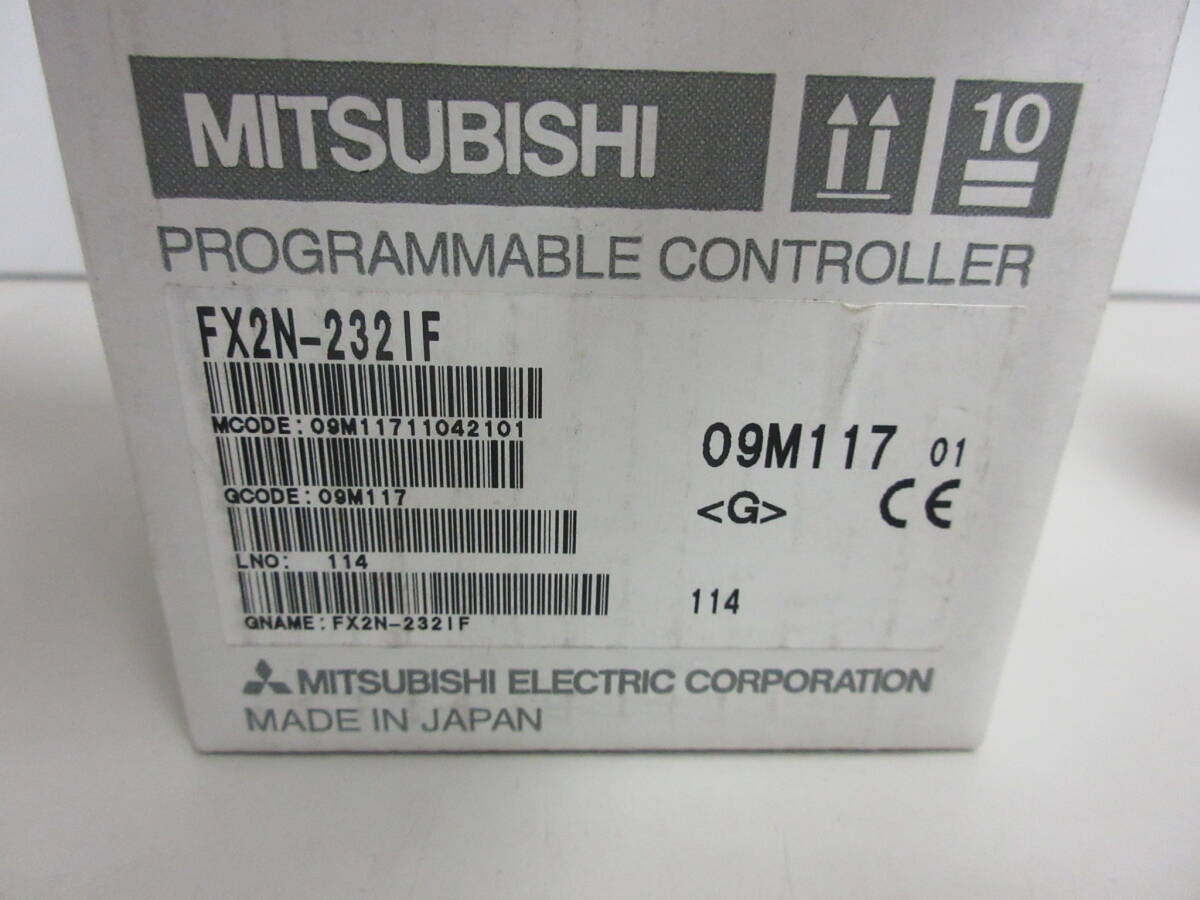 MITSUBISHI
10
PROGRAMMABLE CONTROLLER
FX2N-232IF
MCODE:09M11711042101
GCODE:09M117
LNO: 114
GNAME:FX2N-232IF
09M117 01
<G> CE
114
MITSUBISHI ELECTRIC CORPORATION
MADE IN JAPAN